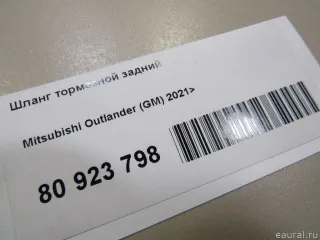 Шланг тормозной задний
Mitsubishi Outlander (GM) 2021>
80 923 798
eaural.ru